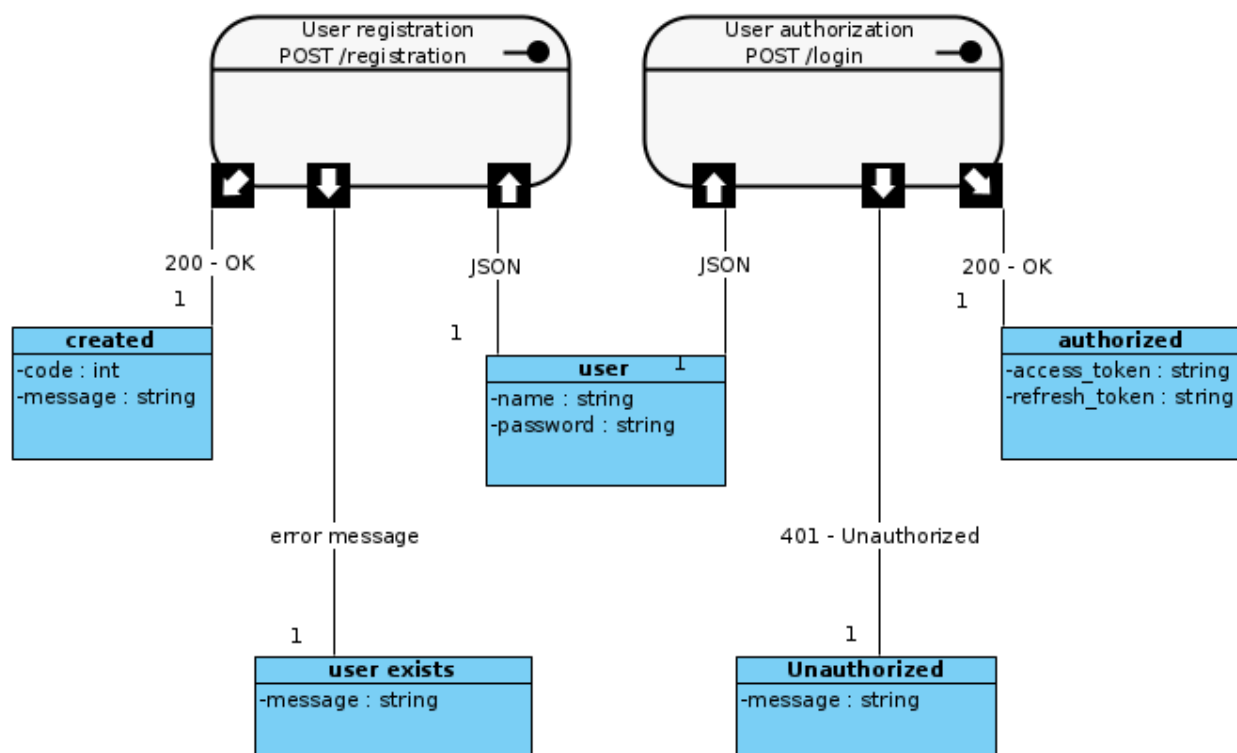 User registration
POST /registration
User authorization
POST /login
200 - OK
JSON
JSON
200 - OK
1
1
1
1
created
-code : int
-message : string
user
-name : string
-password : string
authorized
-access_token : string
-refresh_token : string
error message
401 - Unauthorized
1
1
user exists
-message : string
Unauthorized
-message : string